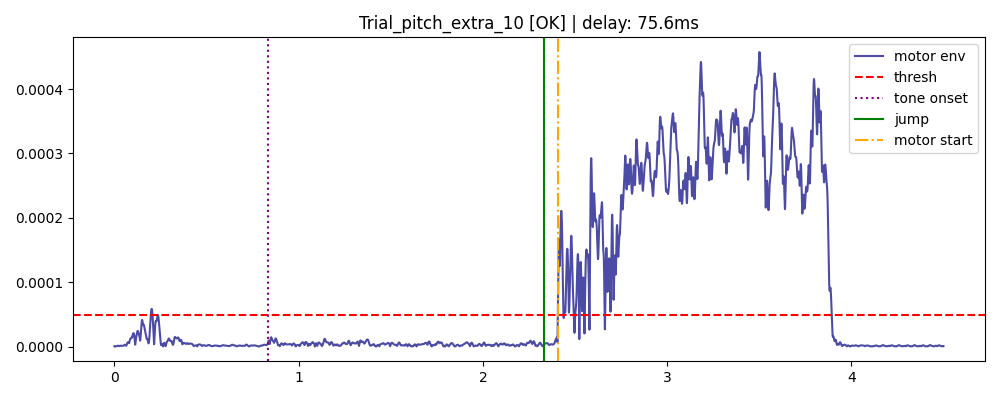 Trial_pitch_extra_10 [OK] | delay: 75.6ms
motor env
thresh
tone onset
jump
motor start
0.0004
0.0003
0.0002
0.0001
0.0000
0 1 2 3 4